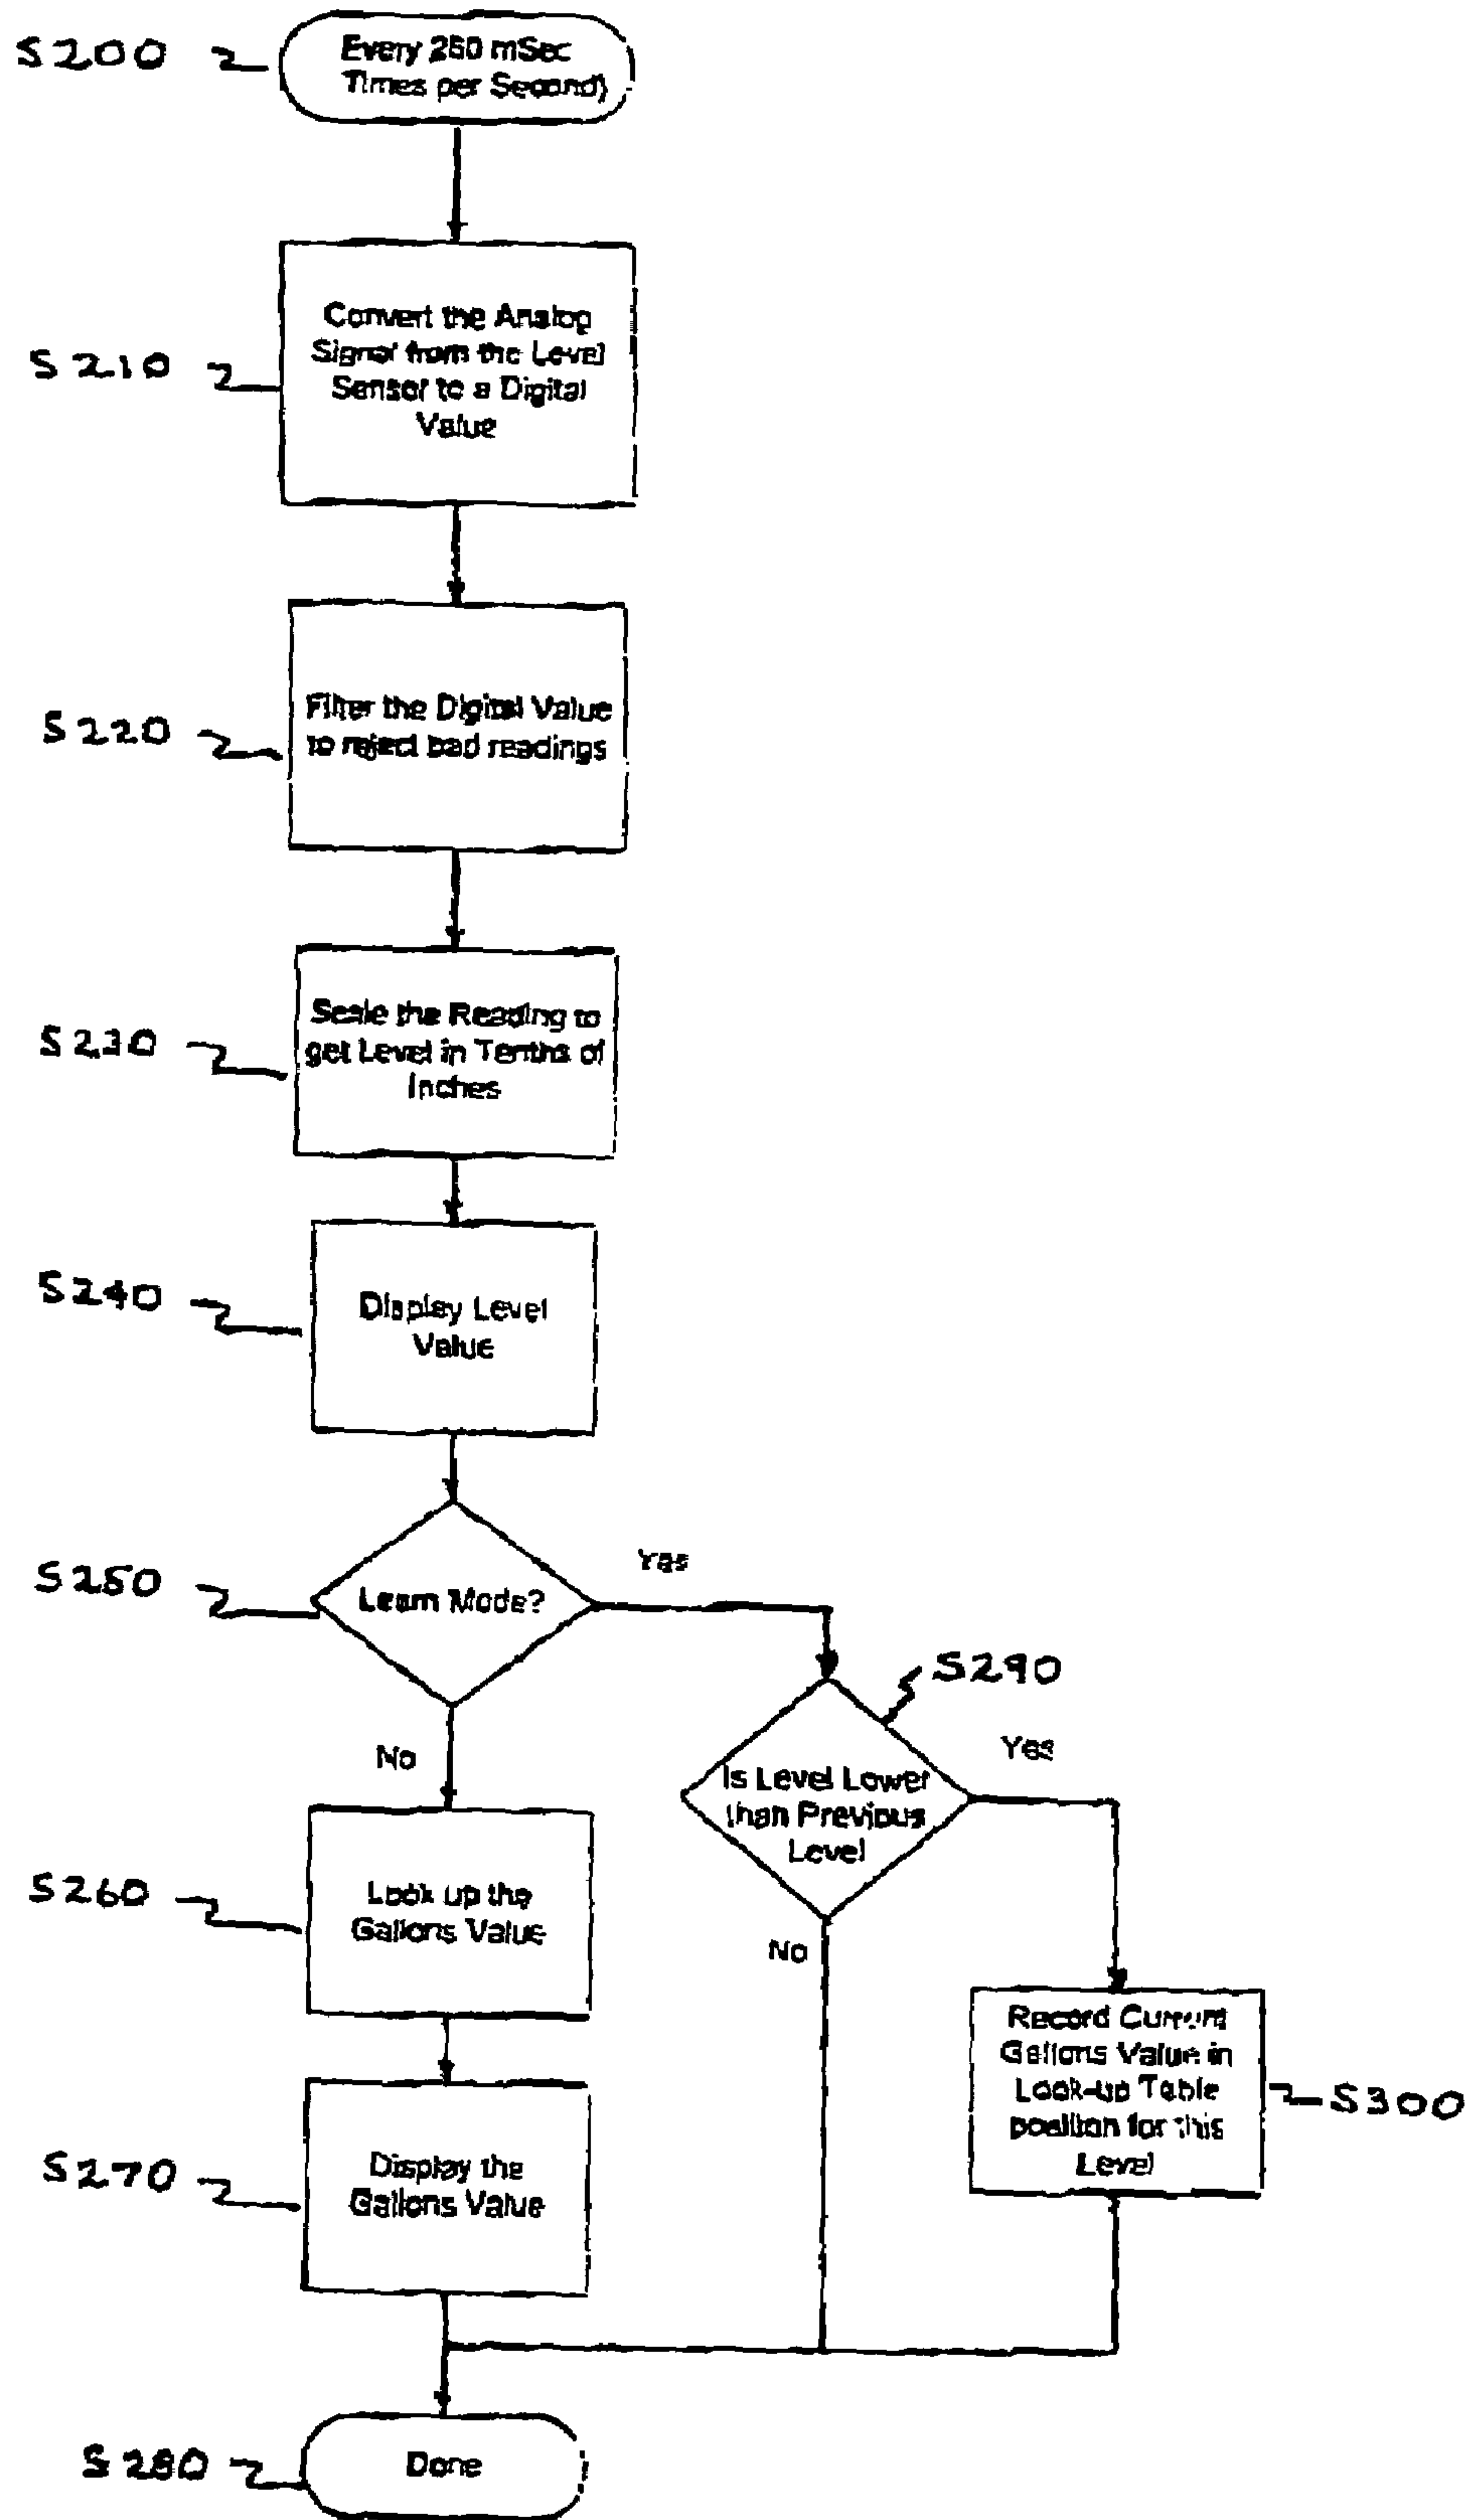 S200
Every 250 mSec
Times per Second)
S210
Convert the Analog
Signal from the Level
Sensor to a Digital
Value
S220
Filter the Digital Value
to reject bad readings
S230
Scale the Reading to
get Level in Tenths of
Inches
S240
Display Level
Value
S250
Learn Mode?
Yes
No
S290
Is Level Lower
than Previous
Level
Yes
No
S260
Look up the
Gallons Value
S300
Record Current
Gallons Value in
Look-up Table
position for this
Level
S270
Display the
Gallons Value
S280
Done